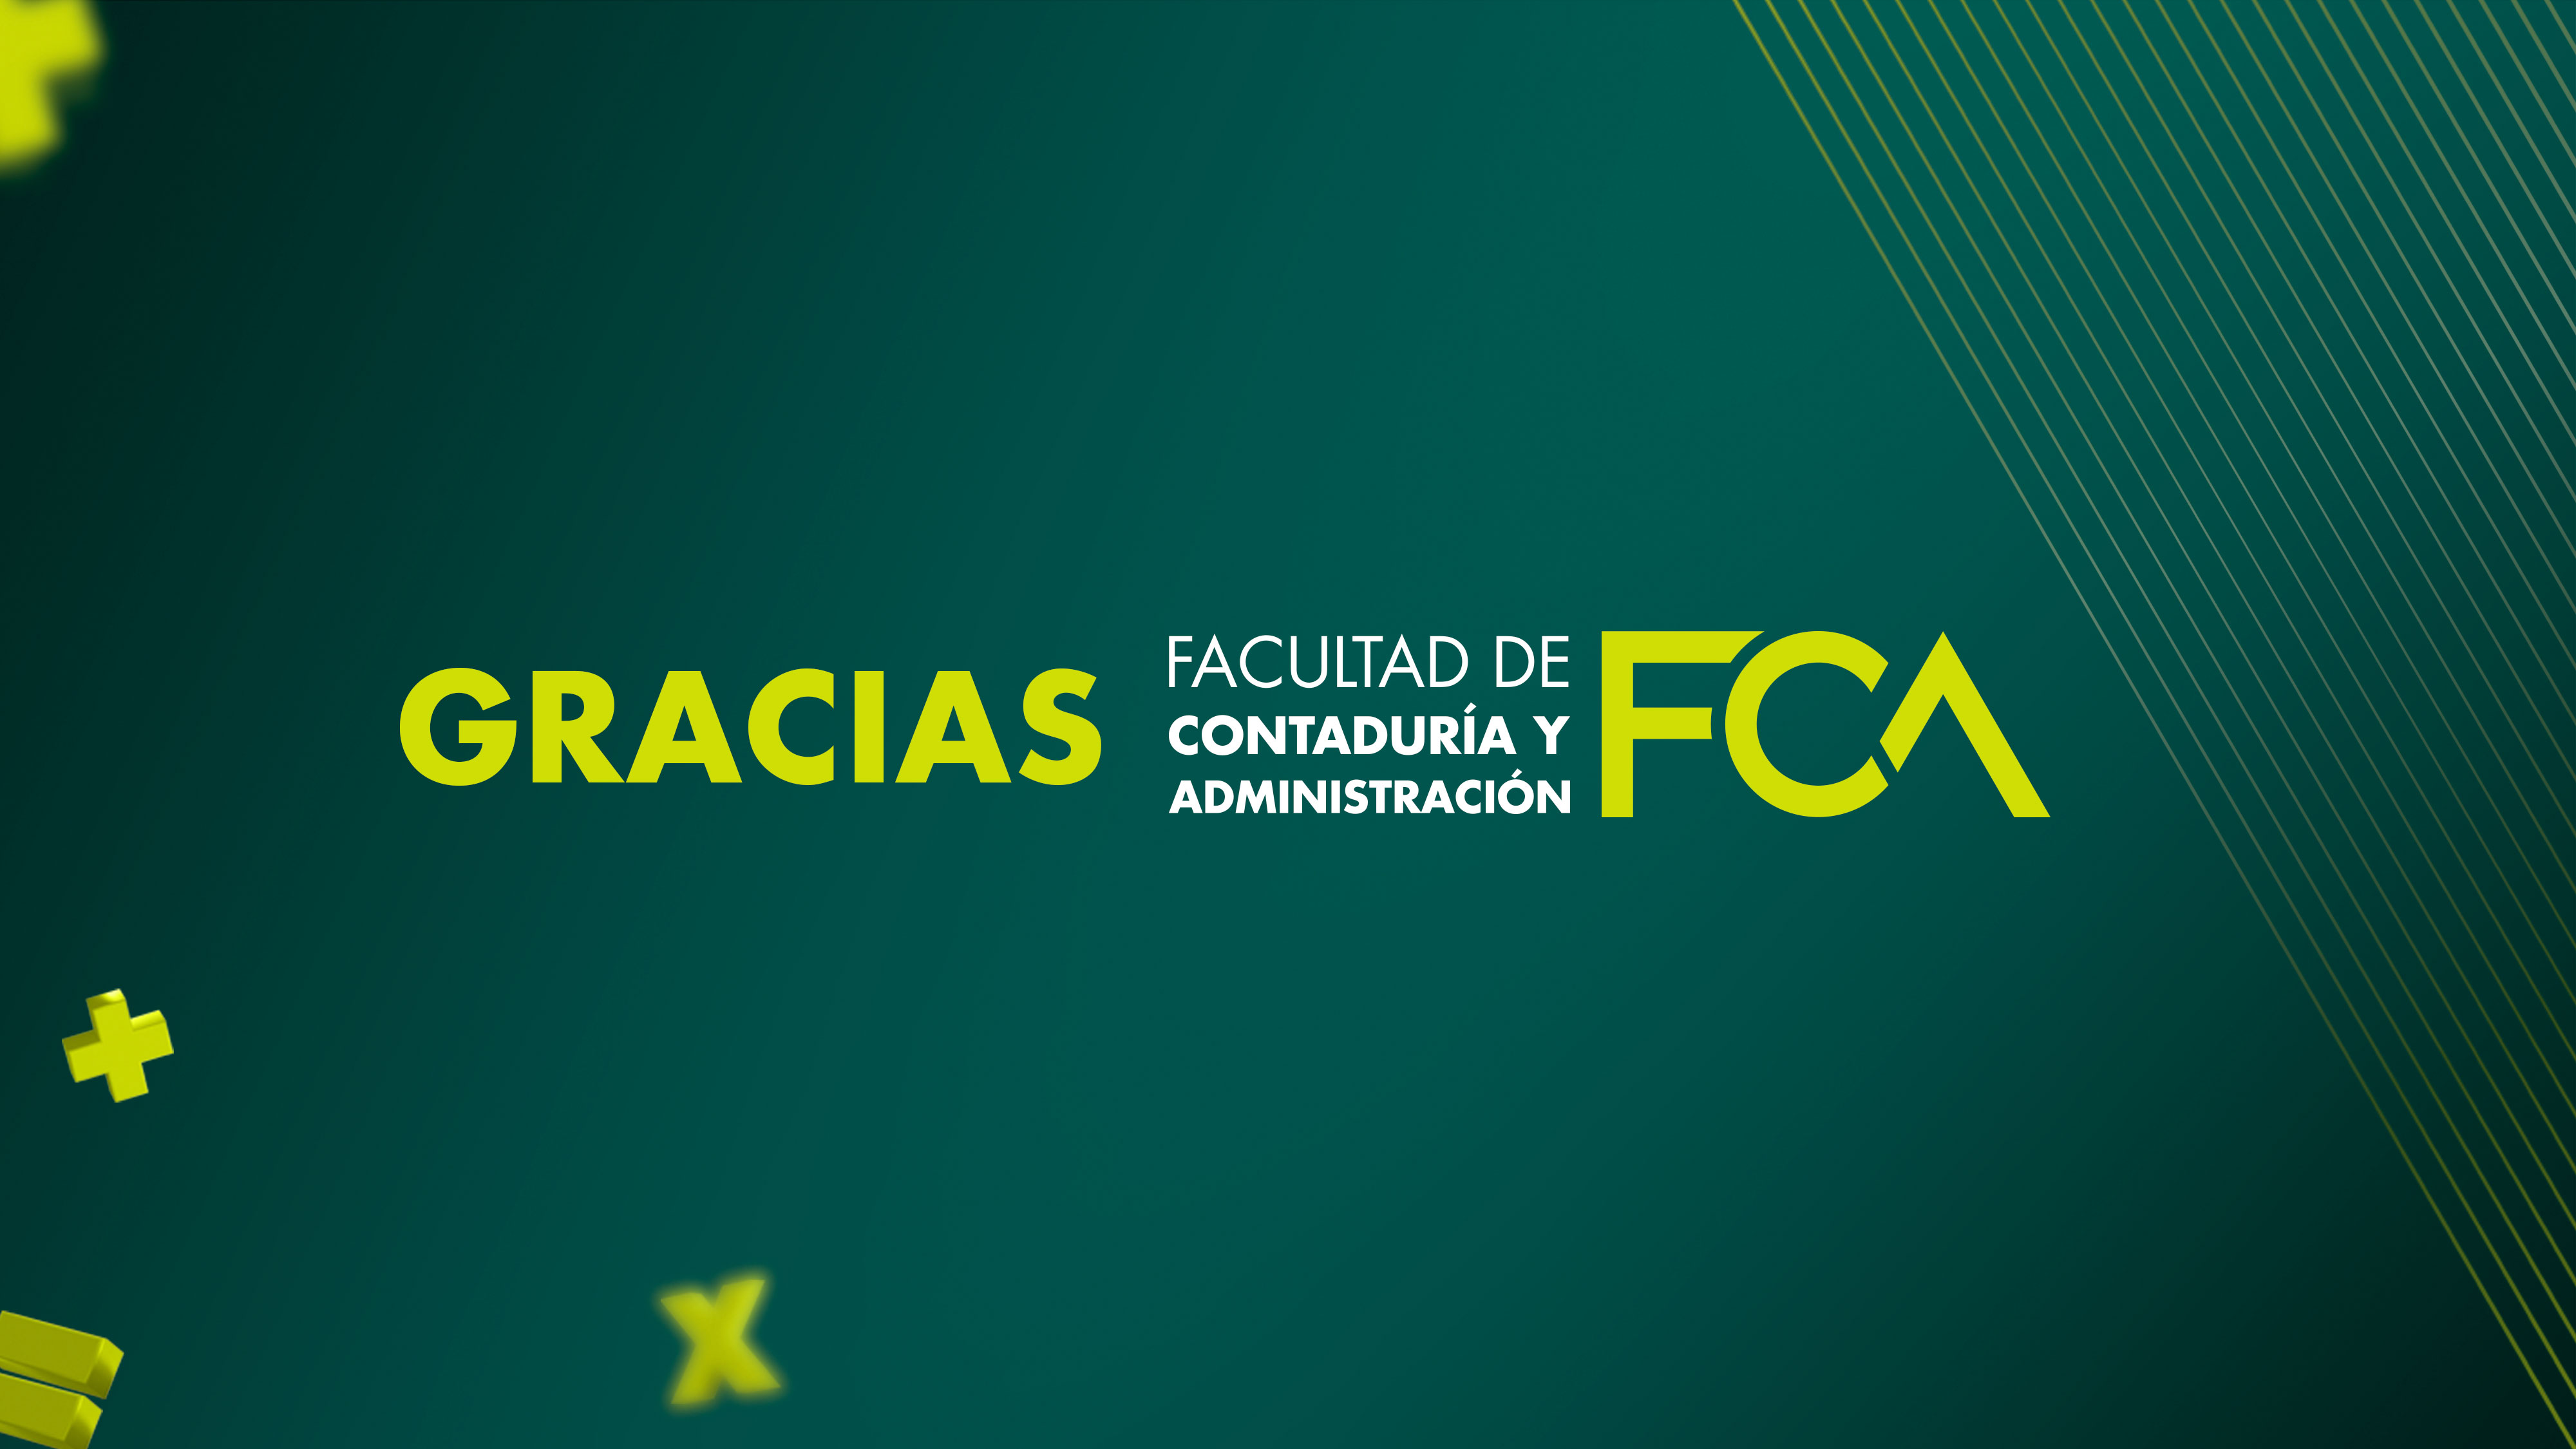 GRACIAS
FACULTAD DE
CONTADURÍA Y
ADMINISTRACIÓN
FCA